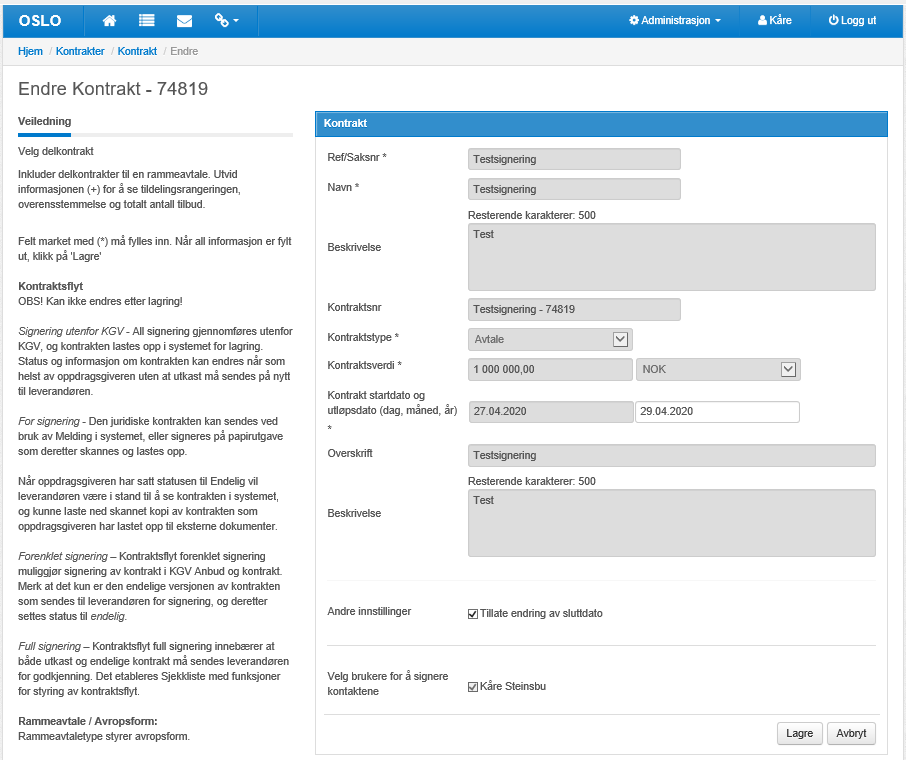 OSLO
Administrasjon
Kåre
Logg ut
Hjem / Kontrakter / Kontrakt / Endre
Endre Kontrakt - 74819
Veiledning
Velg delkontrakt
Inkluder delkontrakter til en rammeavtale. Utvid
informasjonen (+) for å se tildelingsrangeringen,
overensstemmelse og totalt antall tilbud.
Felt market med (*) må fylles inn. Når all informasjon er fylt
ut, klikk på 'Lagre'
Kontraktsflyt
OBS! Kan ikke endres etter lagring!
Signering utenfor KGV - All signering gjennomføres utenfor
KGV, og kontrakten lastes opp i systemet for lagring.
Status og informasjon om kontrakten kan endres når som
helst av oppdragsgiveren uten at utkast må sendes på nytt
til leverandøren.
For signering - Den juridiske kontrakten kan sendes ved
bruk av Melding i systemet, eller signeres på papirutgave
som deretter skannes og lastes opp.
Når oppdragsgiveren har satt statusen til Endelig vil
leverandøren være i stand til å se kontrakten i systemet,
og kunne laste ned skannet kopi av kontrakten som
oppdragsgiveren har lastet opp til eksterne dokumenter.
Forenklet signering – Kontraktsflyt forenklet signering
muliggjør signering av kontrakt i KGV Anbud og kontrakt.
Merk at det kun er den endelige versjonen av kontrakten
som sendes til leverandøren for signering, og deretter
settes status til endelig.
Full signering – Kontraktsflyt full signering innebærer at
både utkast og endelige kontrakt må sendes leverandøren
for godkjenning. Det etableres Sjekkliste med funksjoner
for styring av kontraktsflyt.
Rammeavtale / Avropsform:
Rammeavtaletype styrer avropsform.
Kontrakt
Ref/Saksnr * Testsignering
Navn * Testsignering
Resterende karakterer: 500
Beskrivelse Test
Kontraktsnr Testsignering - 74819
Kontraktstype * Avtale
Kontraktsverdi * 1 000 000,00 NOK
Kontrakt startdato og
utløpsdato (dag, måned, år)
*
27.04.2020 29.04.2020
Overskrift Testsignering
Resterende karakterer: 500
Beskrivelse Test
Andre innstillinger Tillate endring av sluttdato
Velg brukere for å signere
kontaktene
Kåre Steinsbu
Lagre Avbryt